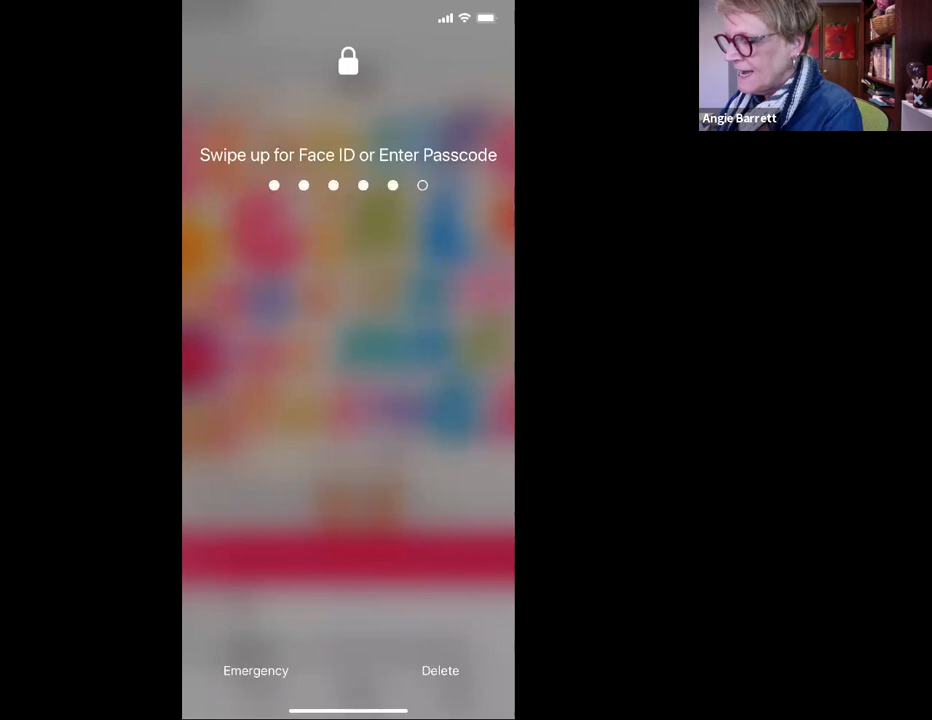 Swipe up for Face ID or Enter Passcode
Emergency
Delete
Angie Barrett